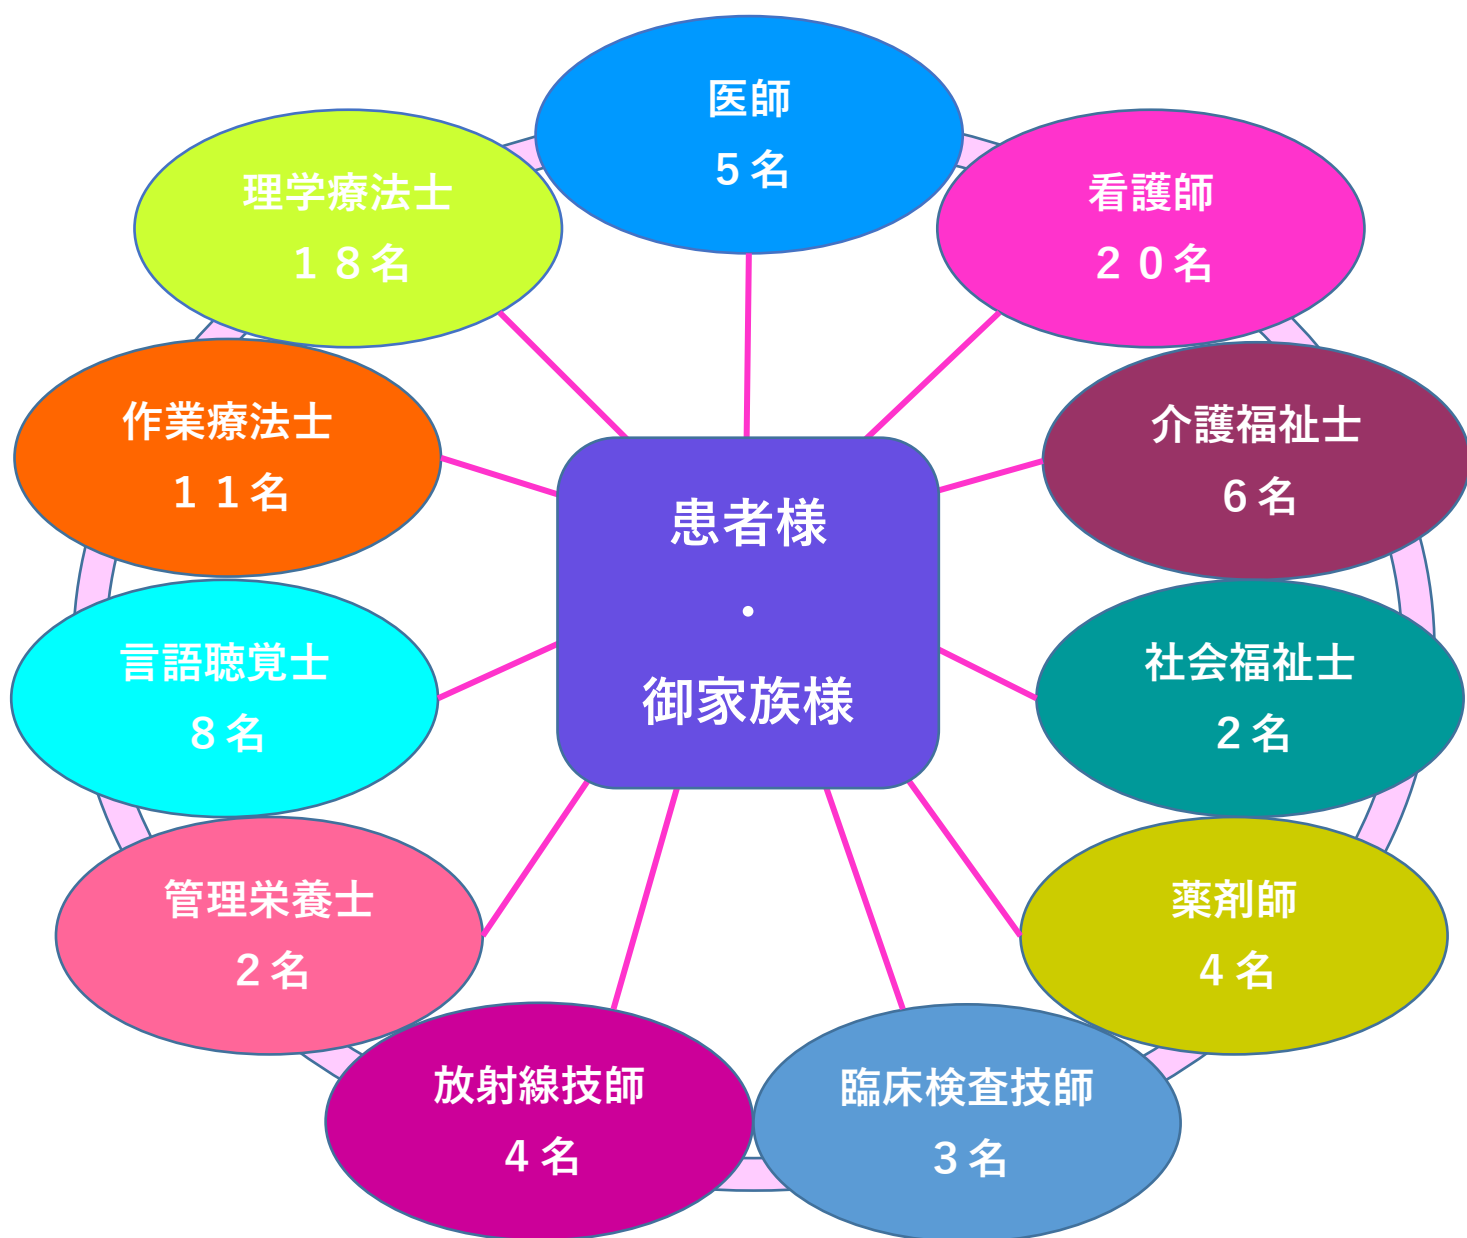 医師
5名
看護師
２０名
介護福祉士
6名
社会福祉士
2名
薬剤師
4名
臨床検査技師
3名
放射線技師
4名
管理栄養士
2名
言語聴覚士
8名
作業療法士
１１名
理学療法士
１８名
患者様
・
御家族様